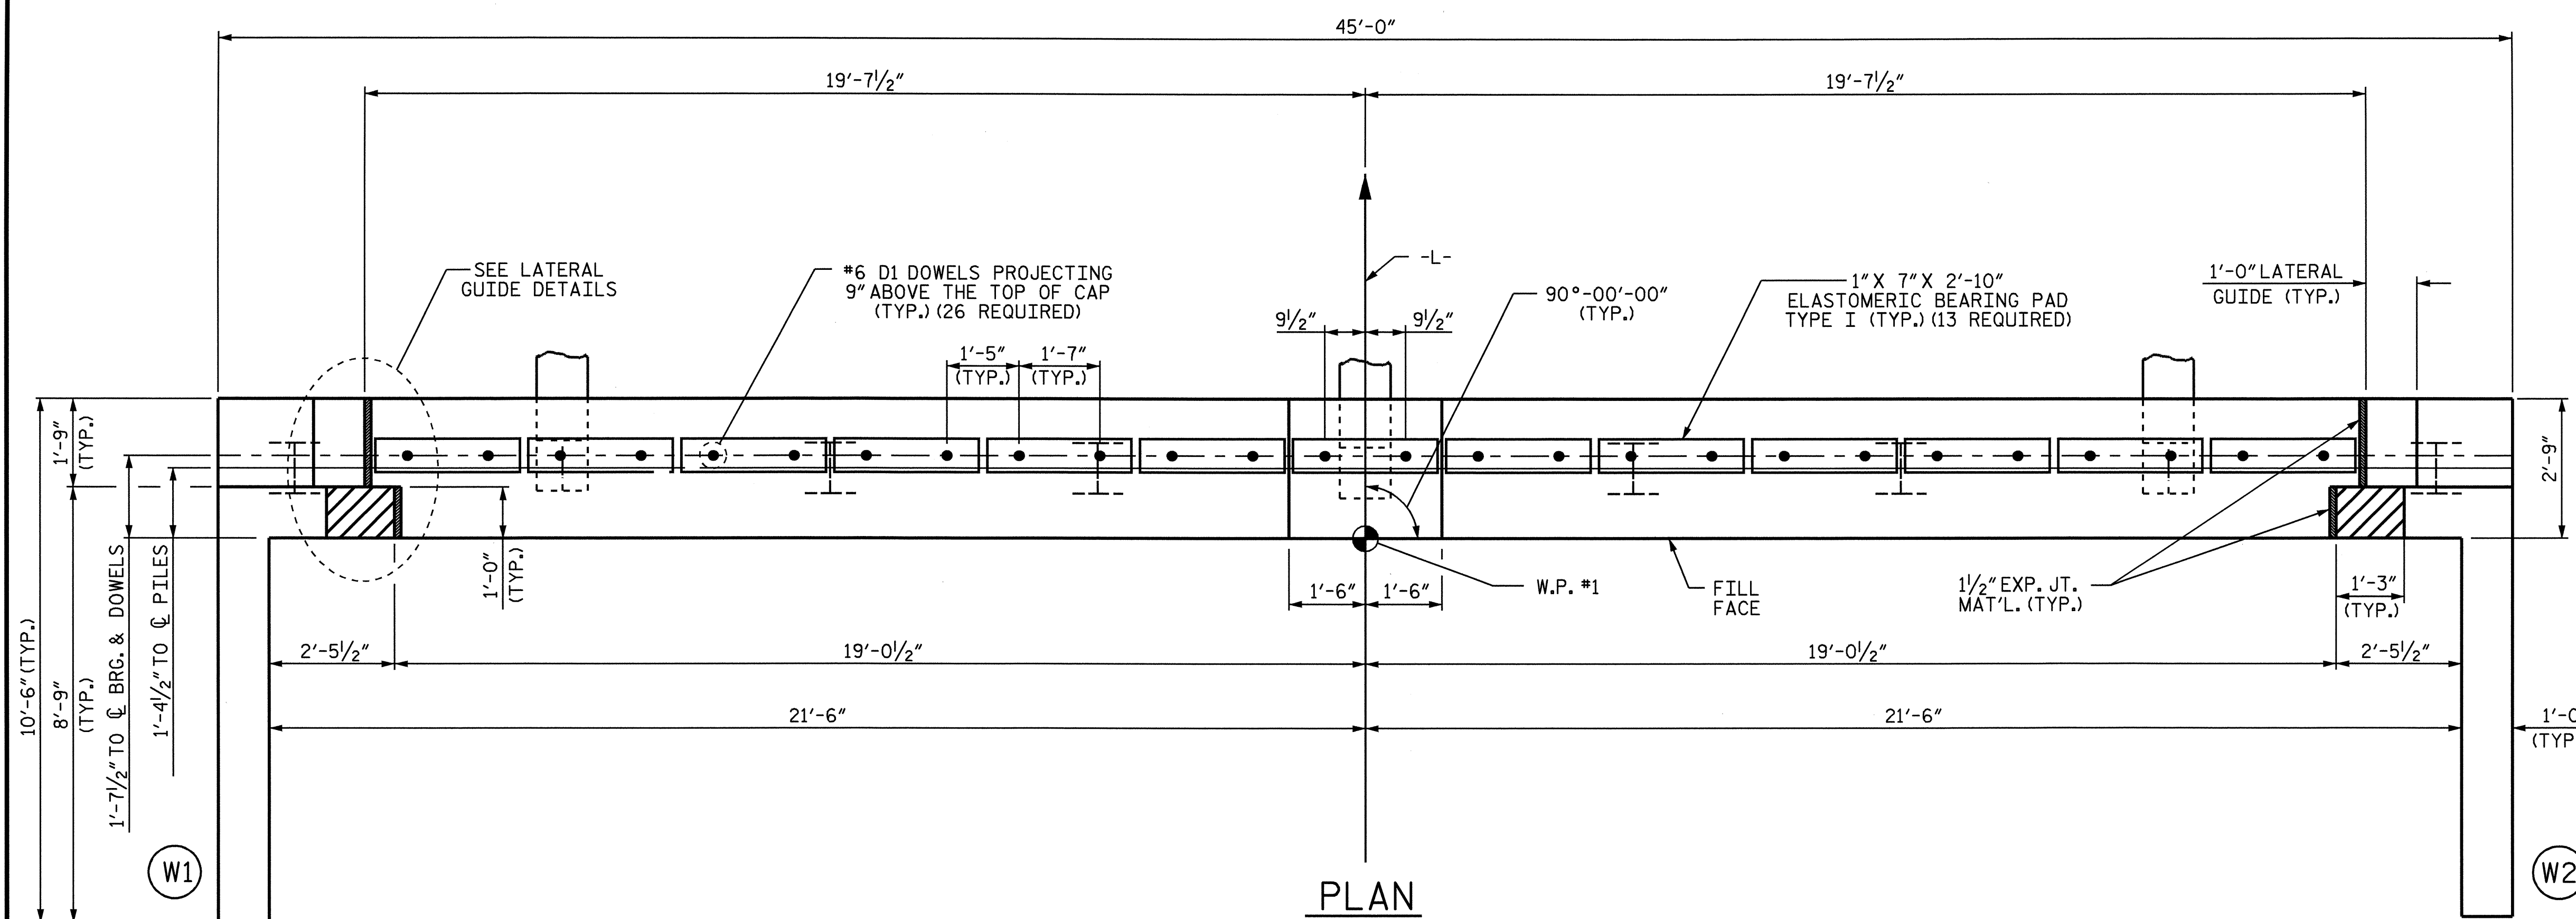 45′-0″
19′-7½″
19′-7½″
SEE LATERAL
GUIDE DETAILS
#6 D1 DOWELS PROJECTING
9″ ABOVE THE TOP OF CAP
(TYP.) (26 REQUIRED)
-L-
90°-00′-00″
(TYP.)
1″ X 7″ X 2′-10″
ELASTOMERIC BEARING PAD
TYPE I (TYP.) (13 REQUIRED)
1′-0″ LATERAL
GUIDE (TYP.)
9½″
9½″
1′-5″
(TYP.)
1′-7″
(TYP.)
1′-9″
(TYP.)
2′-9″
10′-6″ (TYP.)
8′-9″
(TYP.)
1′-7½″ TO ℄ BRG. & DOWELS
1′-4½″ TO ℄ PILES
1′-0″
(TYP.)
1′-6″
1′-6″
W.P. #1
FILL
FACE
1½″ EXP. JT.
MAT'L. (TYP.)
1′-3″
(TYP.)
2′-5½″
19′-0½″
19′-0½″
2′-5½″
21′-6″
21′-6″
W1
W2
PLAN